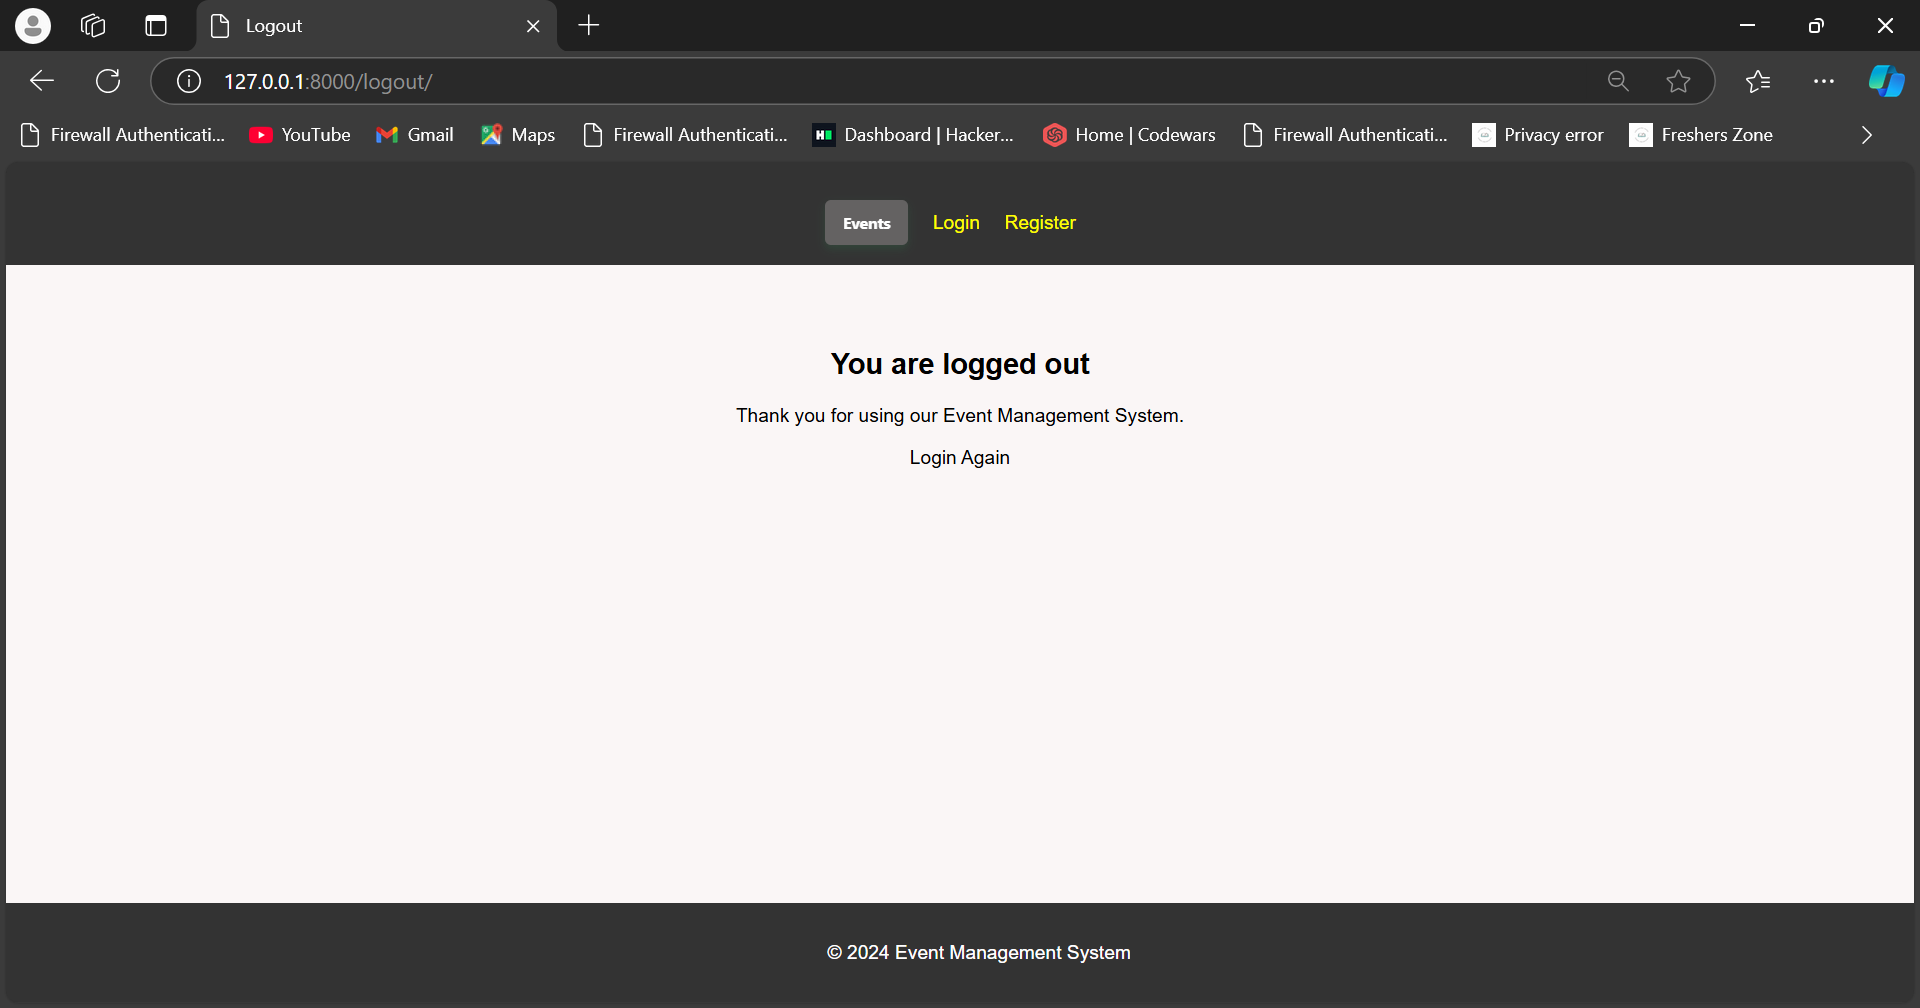 Logout
127.0.0.1:8000/logout/
Firewall Authenticati... YouTube Gmail Maps Firewall Authenticati... Dashboard | Hacker... Home | Codewars Firewall Authenticati... Privacy error Freshers Zone
Events Login Register
You are logged out
Thank you for using our Event Management System.
Login Again
© 2024 Event Management System